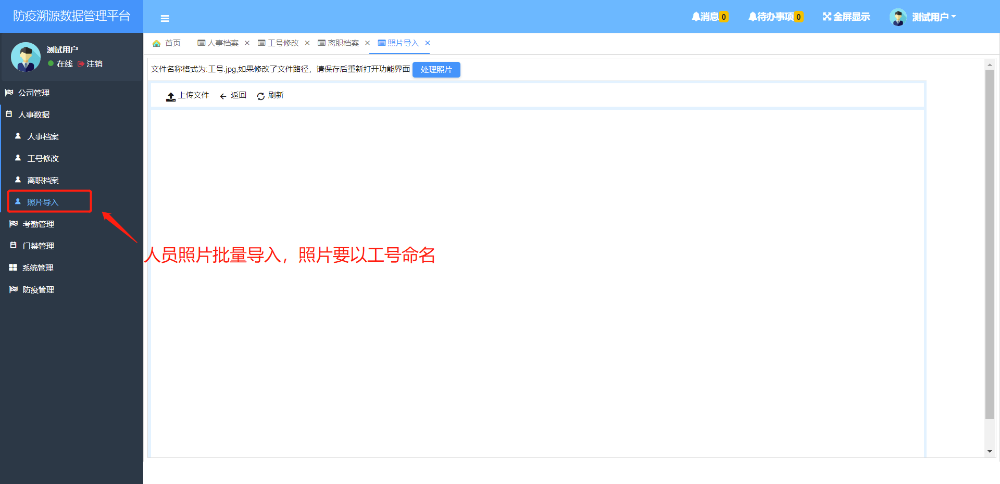 防疫溯源数据管理平台
消息 0
待办事项 0
全屏显示
测试用户
测试用户
在线 注销
首页 人事档案 工号修改 离职档案 照片导入
文件名称格式为:工号.jpg,如果修改了文件路径，请保存后重新打开功能界面 处理照片
上传文件 返回 刷新
公司管理
人事数据
人事档案
工号修改
离职档案
照片导入
考勤管理
门禁管理
系统管理
防疫管理
人员照片批量导入，照片要以工号命名